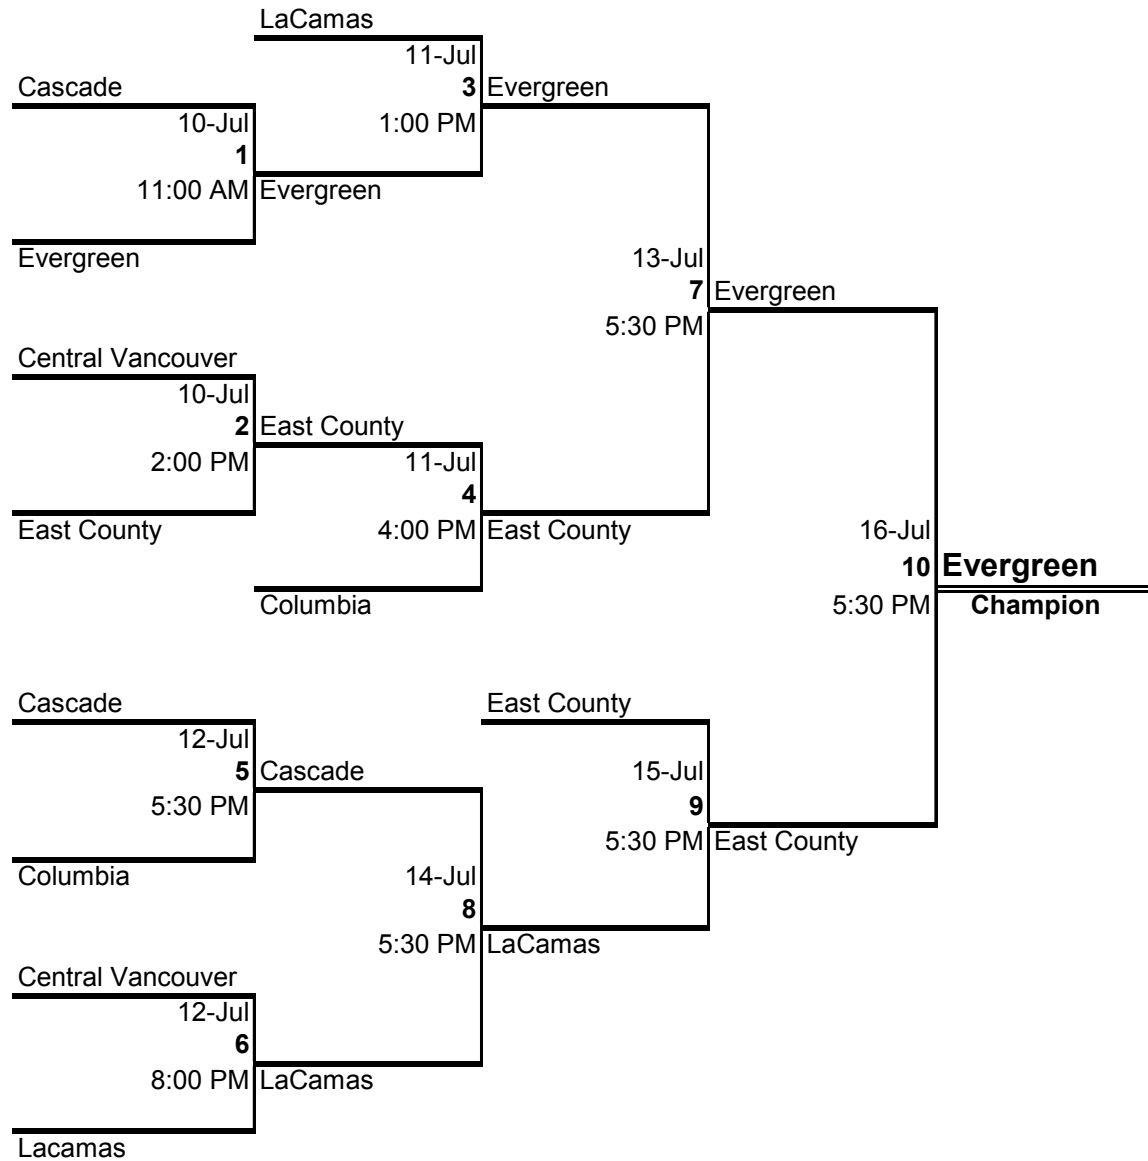 LaCamas
11-Jul
Cascade
3 Evergreen
10-Jul
1:00 PM
1
11:00 AM Evergreen
Evergreen
13-Jul
7 Evergreen
5:30 PM
Central Vancouver
10-Jul
2 East County
2:00 PM
11-Jul
4
East County
4:00 PM East County
16-Jul
10 Evergreen
Columbia
5:30 PM
Champion
Cascade
East County
12-Jul
5 Cascade
15-Jul
5:30 PM
9
5:30 PM East County
Columbia
14-Jul
8
5:30 PM LaCamas
Central Vancouver
12-Jul
6
8:00 PM LaCamas
Lacamas